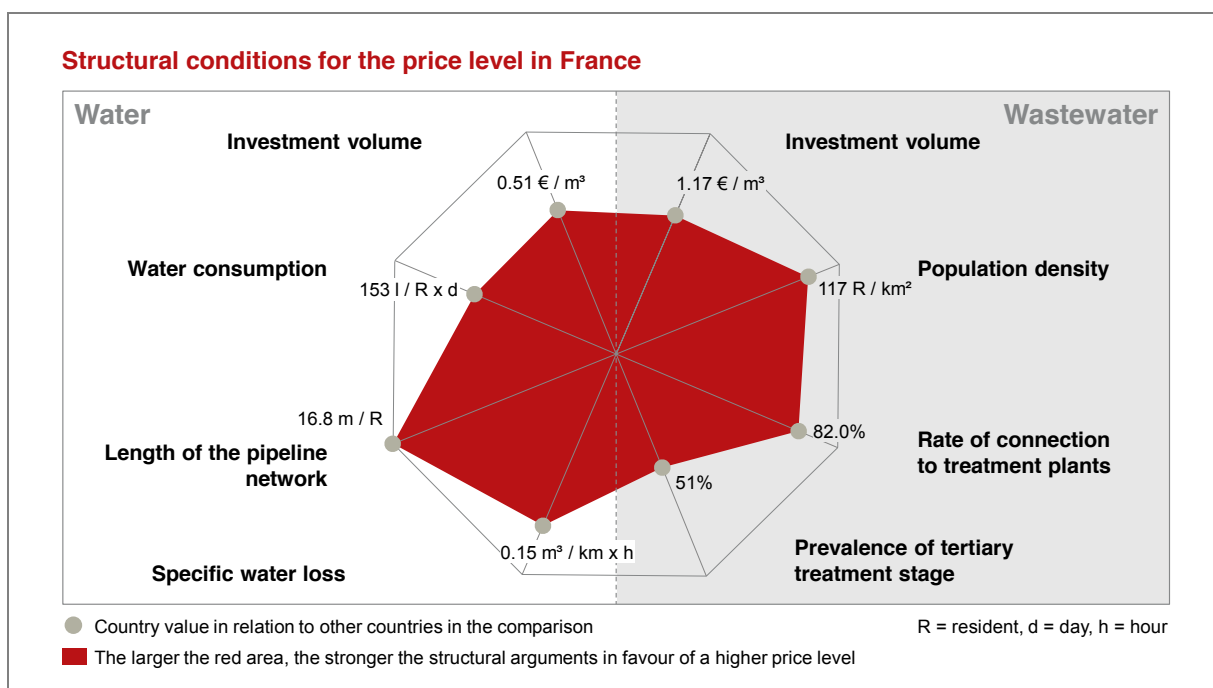 Structural conditions for the price level in France
Water
Wastewater
Investment volume
Investment volume
0.51 € / m³
1.17 € / m³
Water consumption
153 l / R x d
Population density
117 R / km²
16.8 m / R
Length of the pipeline
network
82.0%
Rate of connection
to treatment plants
51%
0.15 m³ / km x h
Specific water loss
Prevalence of tertiary
treatment stage
Country value in relation to other countries in the comparison
R = resident, d = day, h = hour
The larger the red area, the stronger the structural arguments in favour of a higher price level